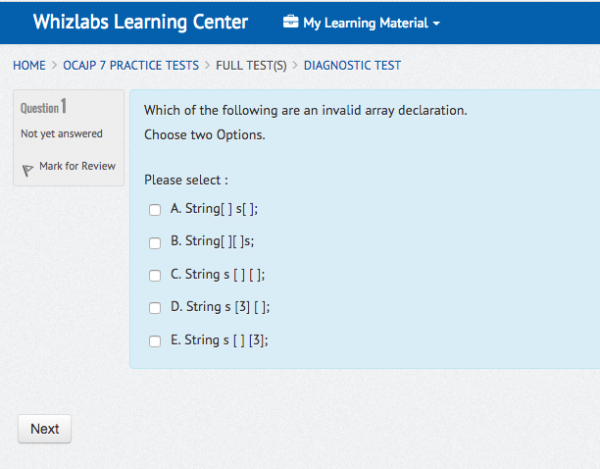 Whizlabs Learning Center
My Learning Material
HOME > OCAJP 7 PRACTICE TESTS > FULL TEST(S) > DIAGNOSTIC TEST
Question 1
Not yet answered
Mark for Review
Which of the following are an invalid array declaration.
Choose two Options.
Please select :
A. String[ ] s[ ];
B. String[ ][ ]s;
C. String s [ ] [ ];
D. String s [3] [ ];
E. String s [ ] [3];
Next